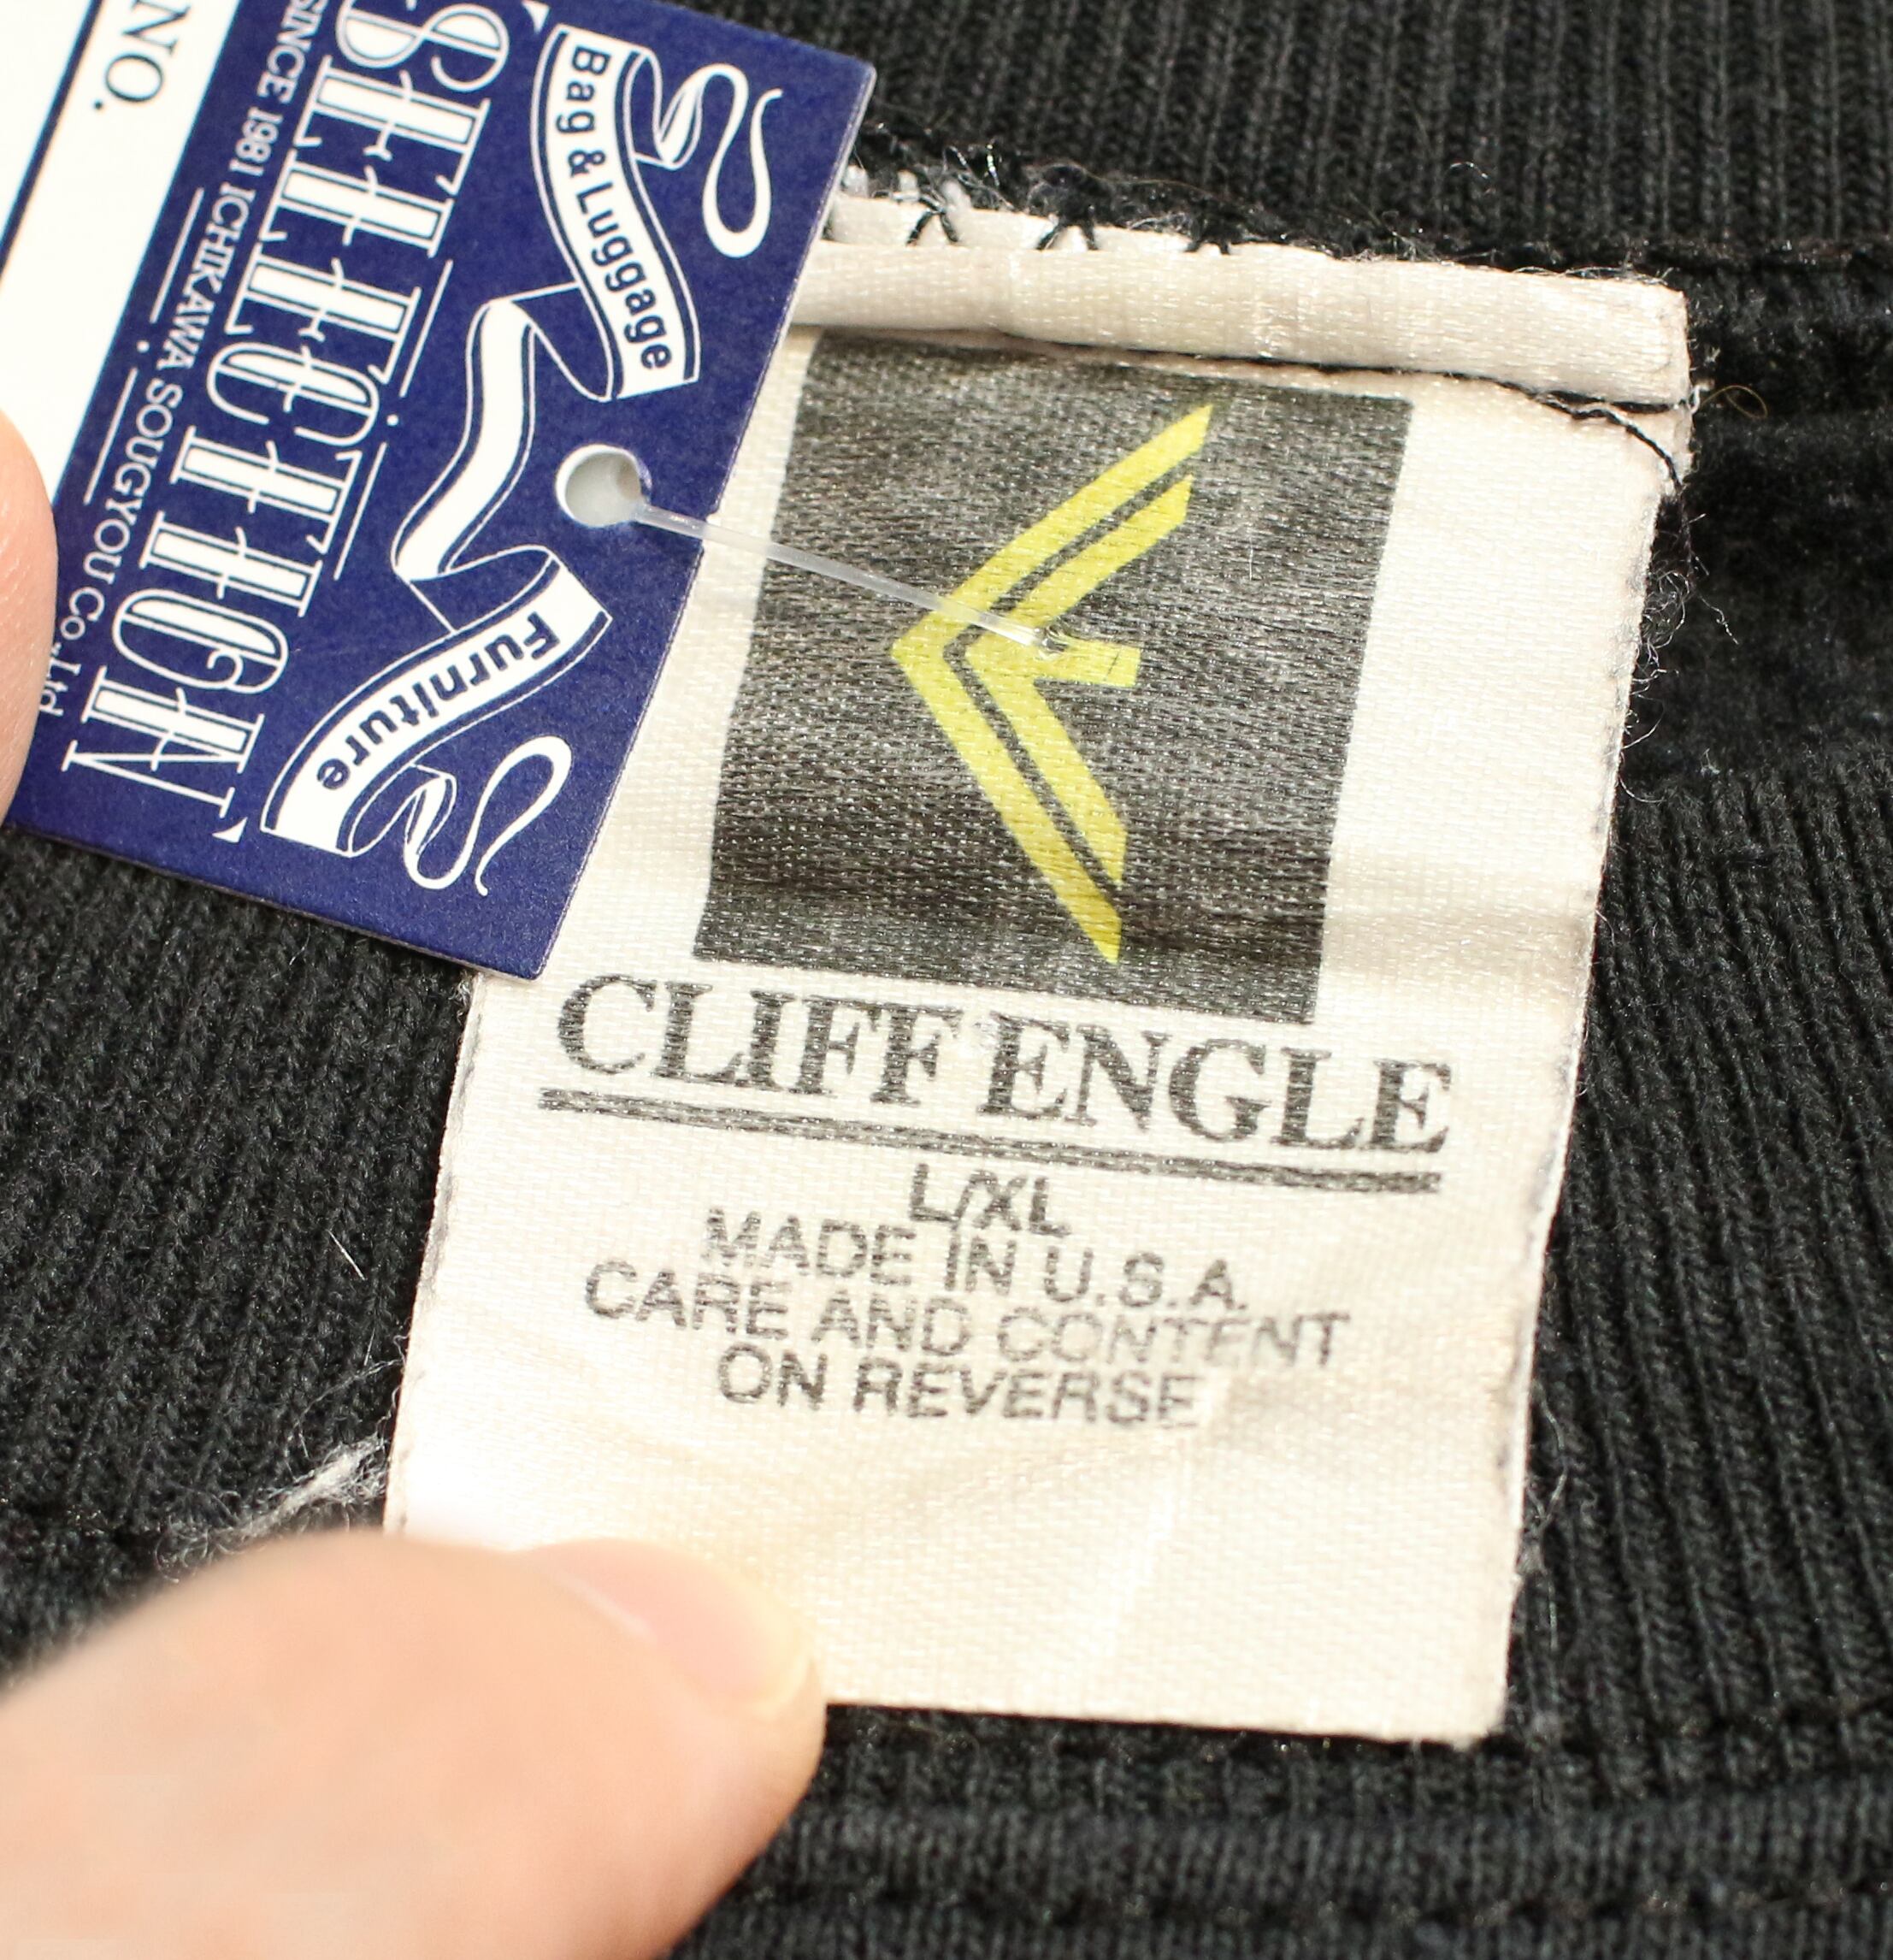 NO.
SINCE 1981 ICHIKAWA SOUGYOU Co.,Ltd
Bag & Luggage
Furniture
CLIFF ENGLE
L/XL
MADE IN U.S.A.
CARE AND CONTENT
ON REVERSE